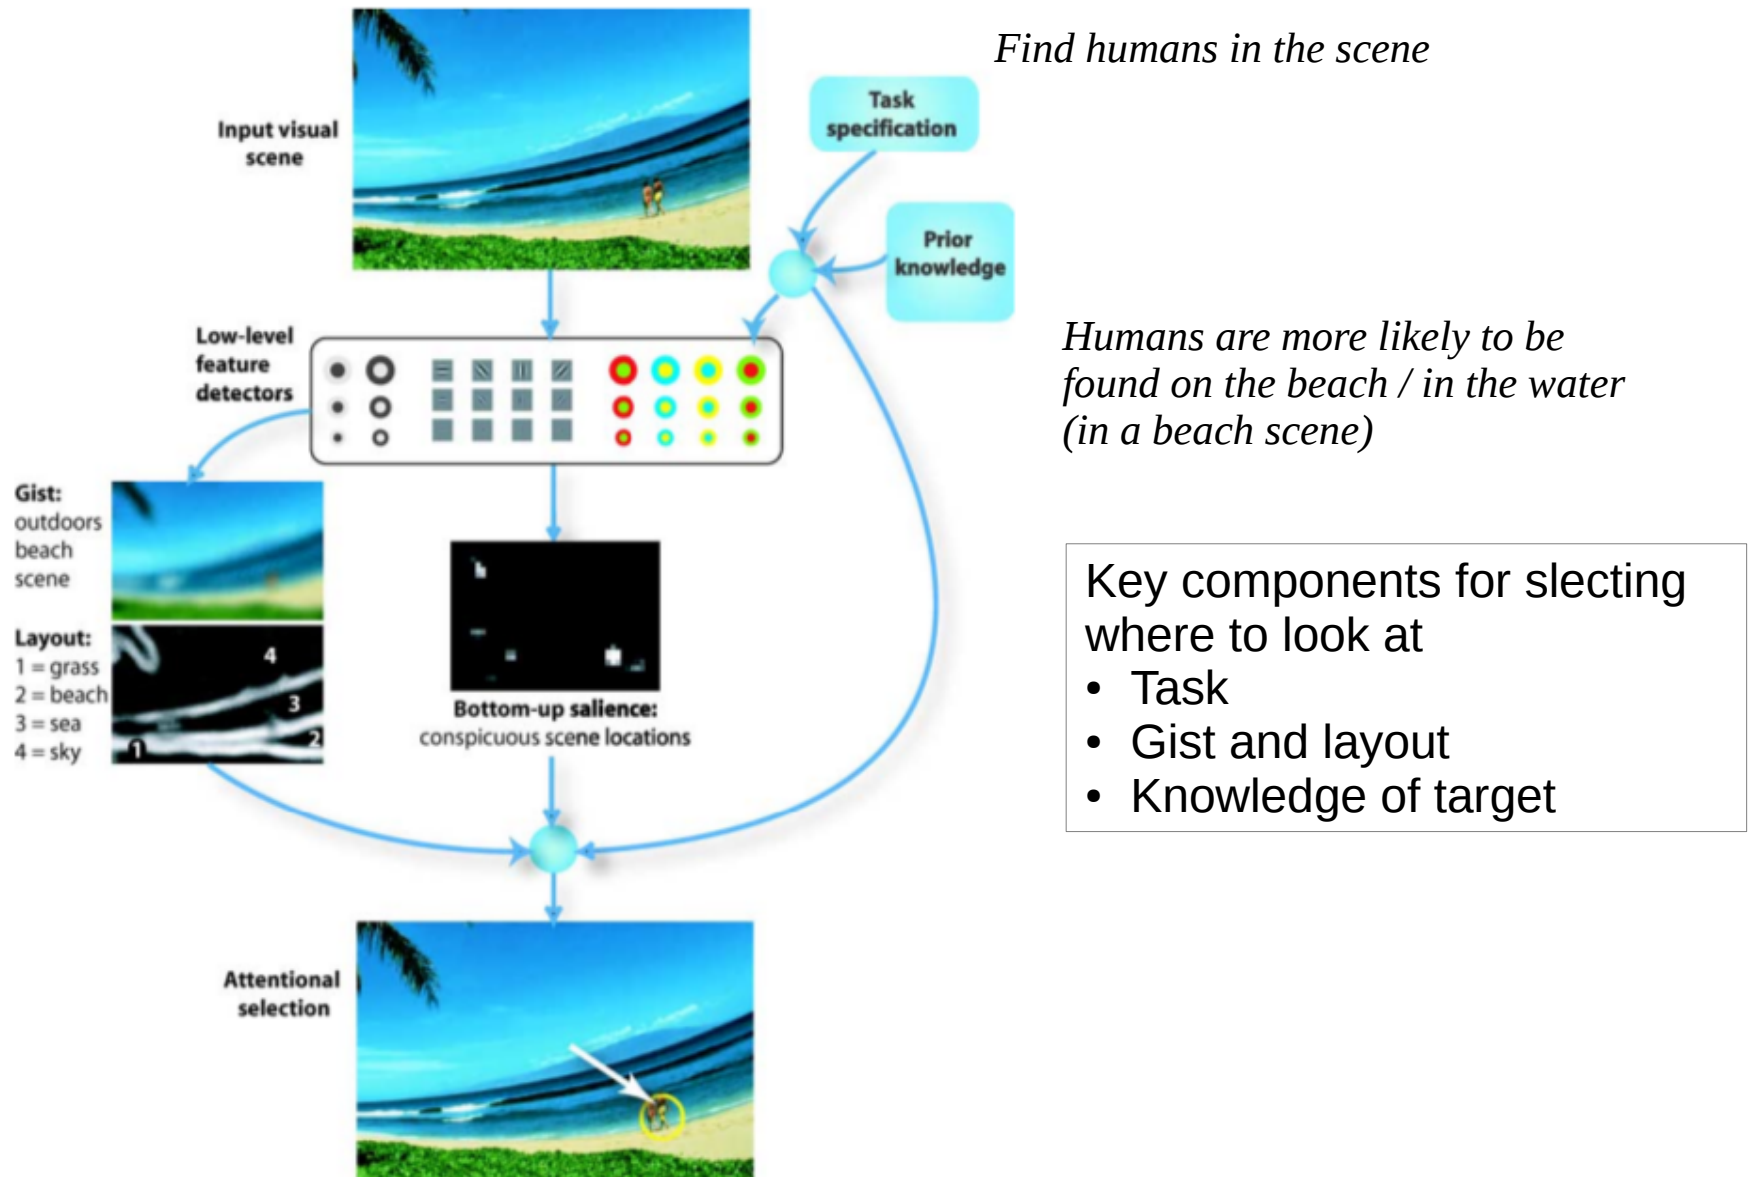 Find humans in the scene
Task
specification
Input visual
scene
Prior
knowledge
Humans are more likely to be
found on the beach / in the water
(in a beach scene)
Low-level
feature
detectors
Gist:
outdoors
beach
scene
Layout:
1 = grass
2 = beach
3 = sea
4 = sky
4
3
2
1
Bottom-up salience:
conspicuous scene locations
Key components for slecting
where to look at
• Task
• Gist and layout
• Knowledge of target
Attentional
selection